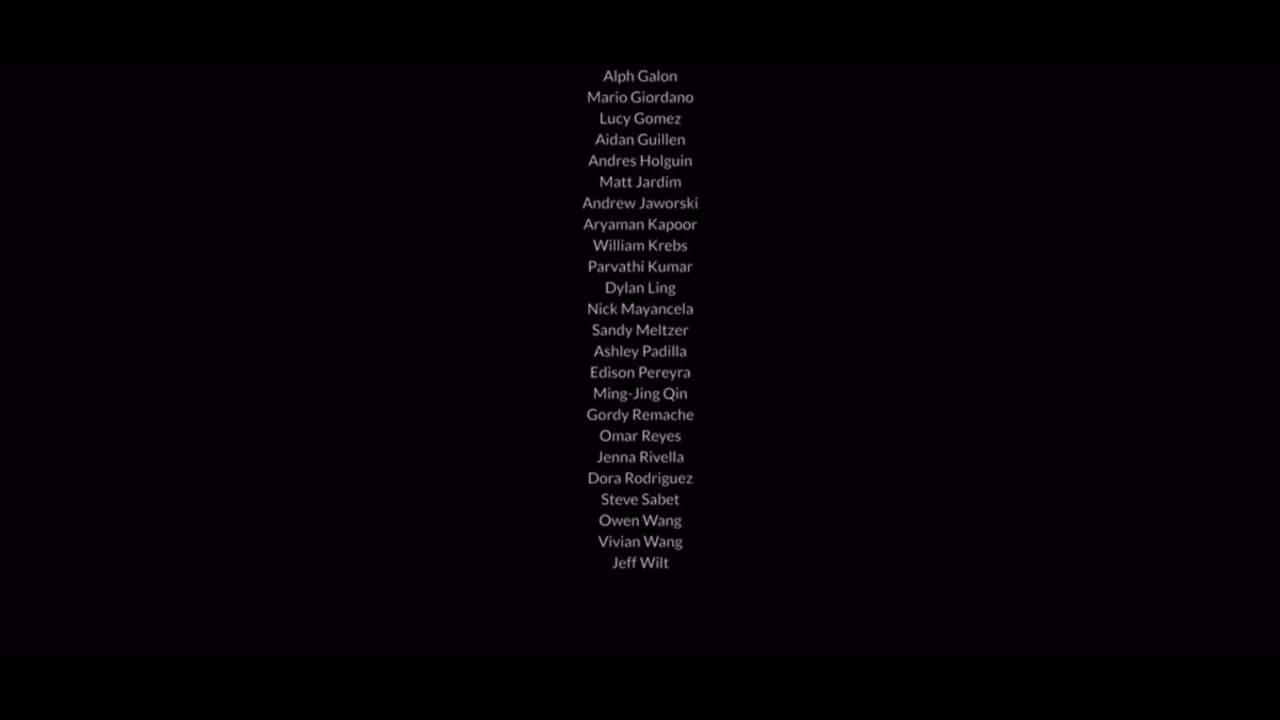 Alph Galon
Mario Giordano
Lucy Gomez
Aidan Guillen
Andres Holguin
Matt Jardim
Andrew Jaworski
Aryaman Kapoor
William Krebs
Parvathi Kumar
Dylan Ling
Nick Mayancela
Sandy Meltzer
Ashley Padilla
Edison Pereyra
Ming-Jing Qin
Gordy Remache
Omar Reyes
Jenna Rivella
Dora Rodriguez
Steve Sabet
Owen Wang
Vivian Wang
Jeff Wilt